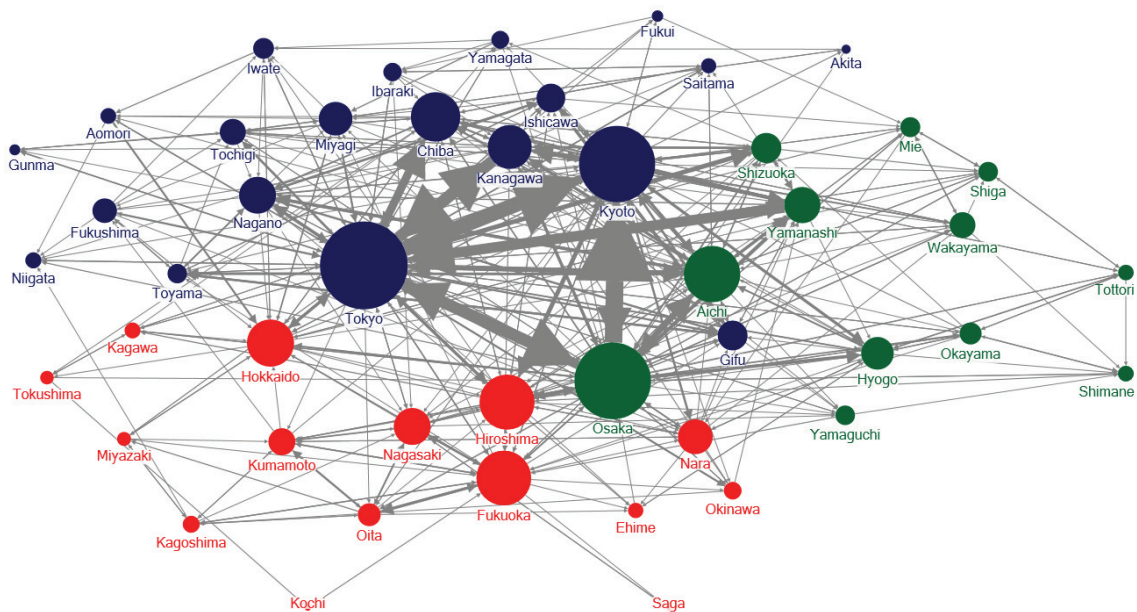 Fukui
Yamagata
Akita
Iwate
Saitama
Ibaraki
Ishicawa
Aomori
Miyagi
Chiba
Mie
Gunma
Tochigi
Kanagawa
Shizuoka
Shiga
Nagano
Kyoto
Yamanashi
Fukushima
Wakayama
Niigata
Toyama
Tokyo
Aichi
Tottori
Kagawa
Gifu
Okayama
Hokkaido
Hyogo
Tokushima
Shimane
Hiroshima
Osaka
Yamaguchi
Miyazaki
Kumamoto
Nagasaki
Nara
Okinawa
Fukuoka
Ehime
Kagoshima
Oita
Kochi
Saga